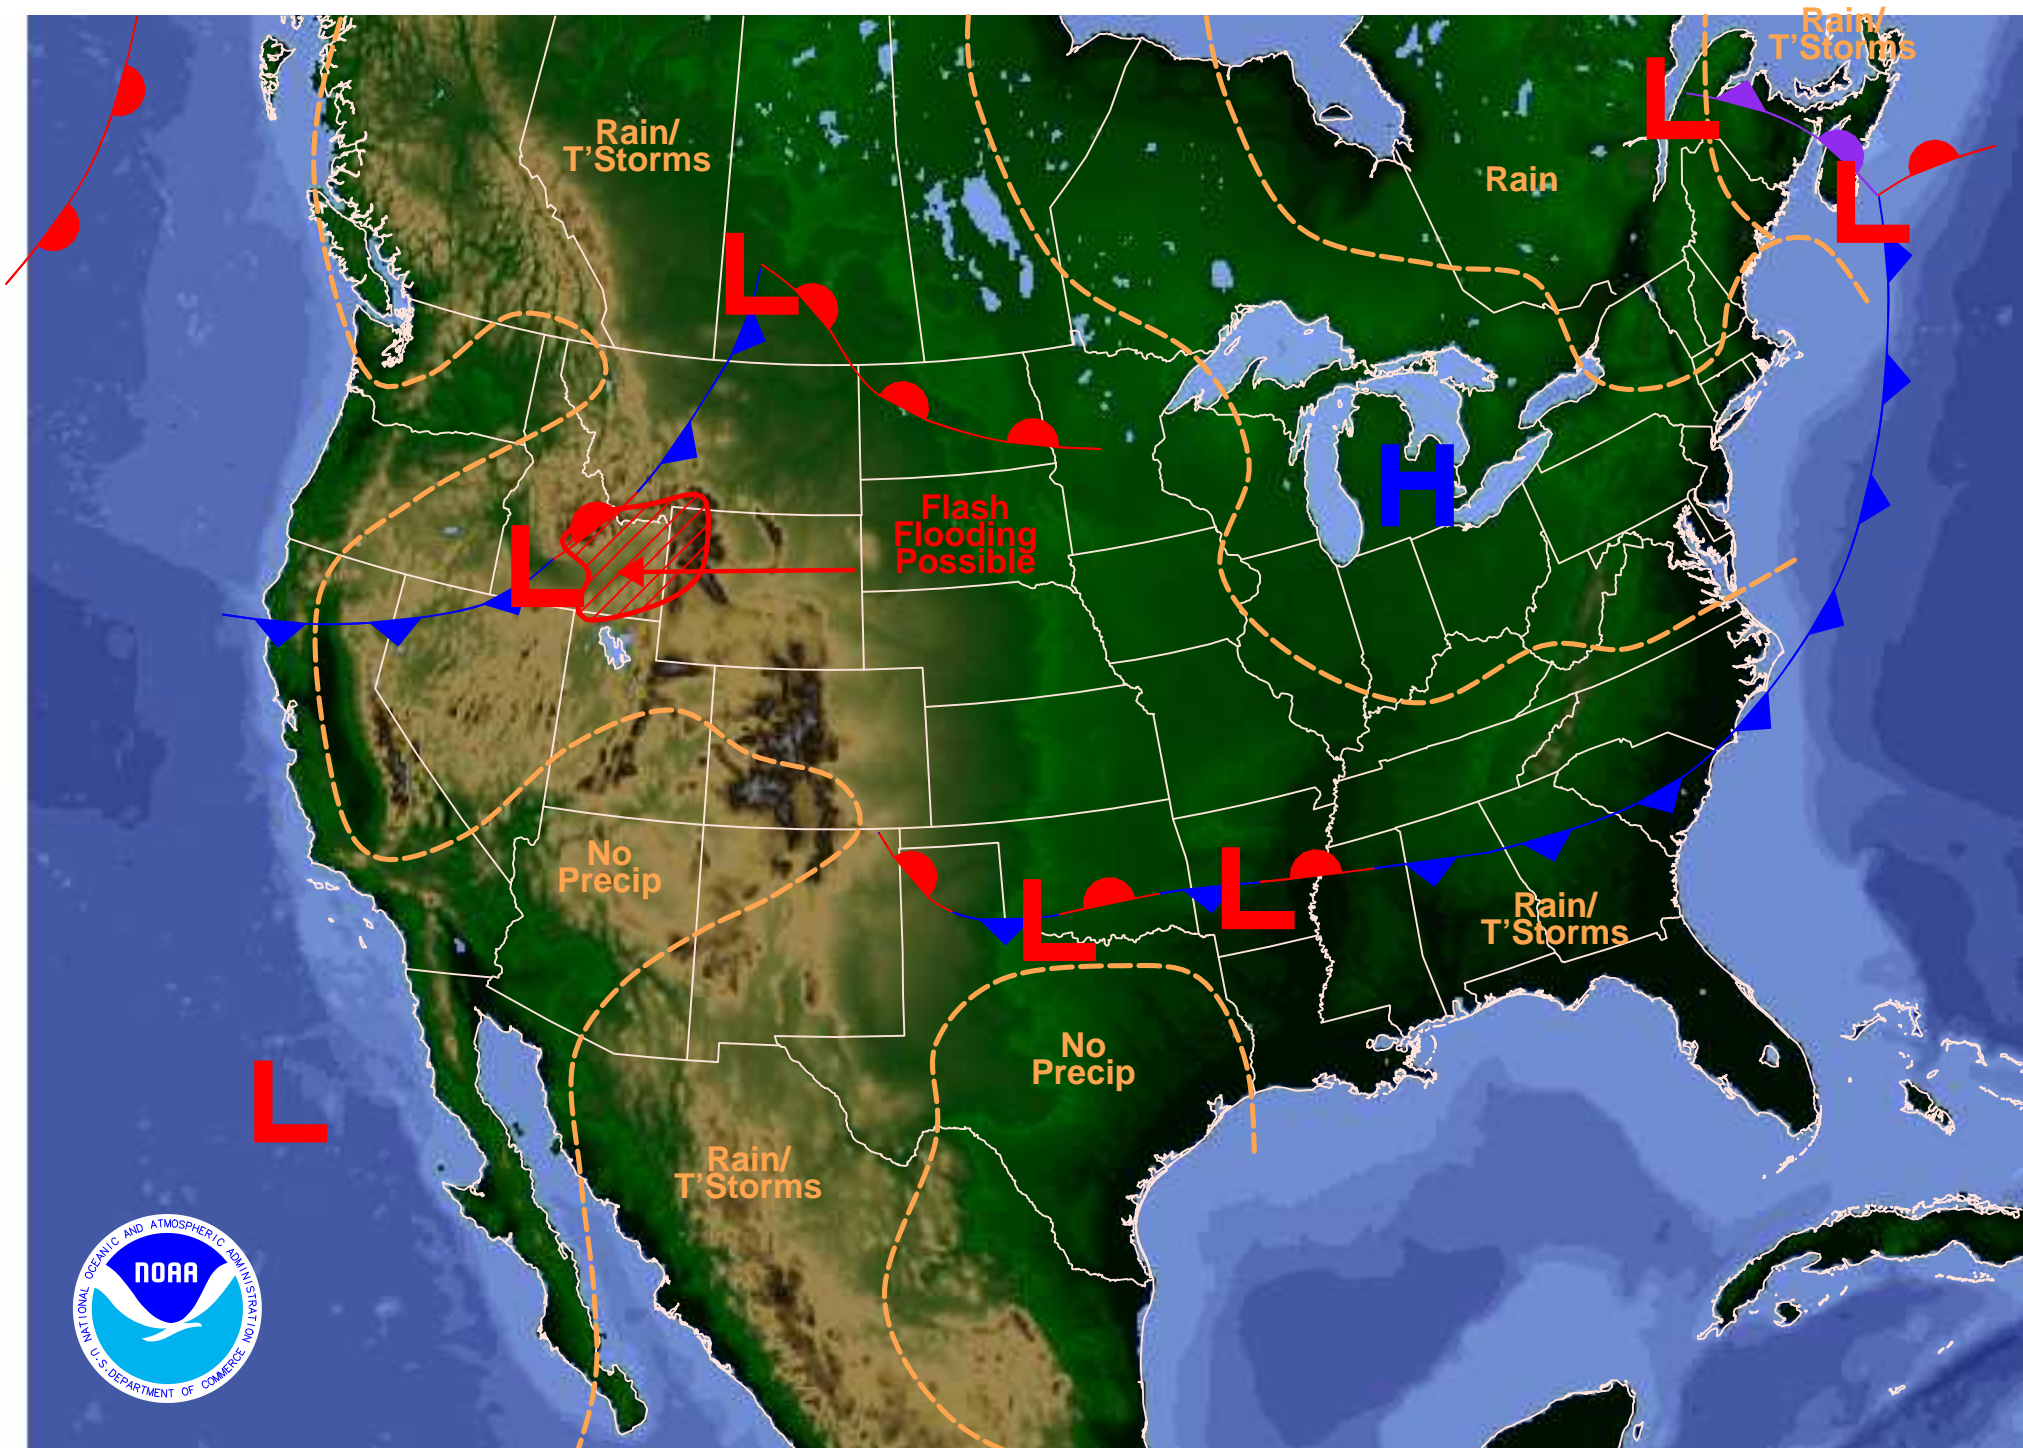 Rain/
T'Storms
Rain/
T'Storms
L
Rain
L
L
H
Flash
Flooding
Possible
L
No
Precip
L
L
Rain/
T'Storms
No
Precip
L
Rain/
T'Storms
NATIONAL OCEANIC AND ATMOSPHERIC ADMINISTRATION
NOAA
U.S. DEPARTMENT OF COMMERCE